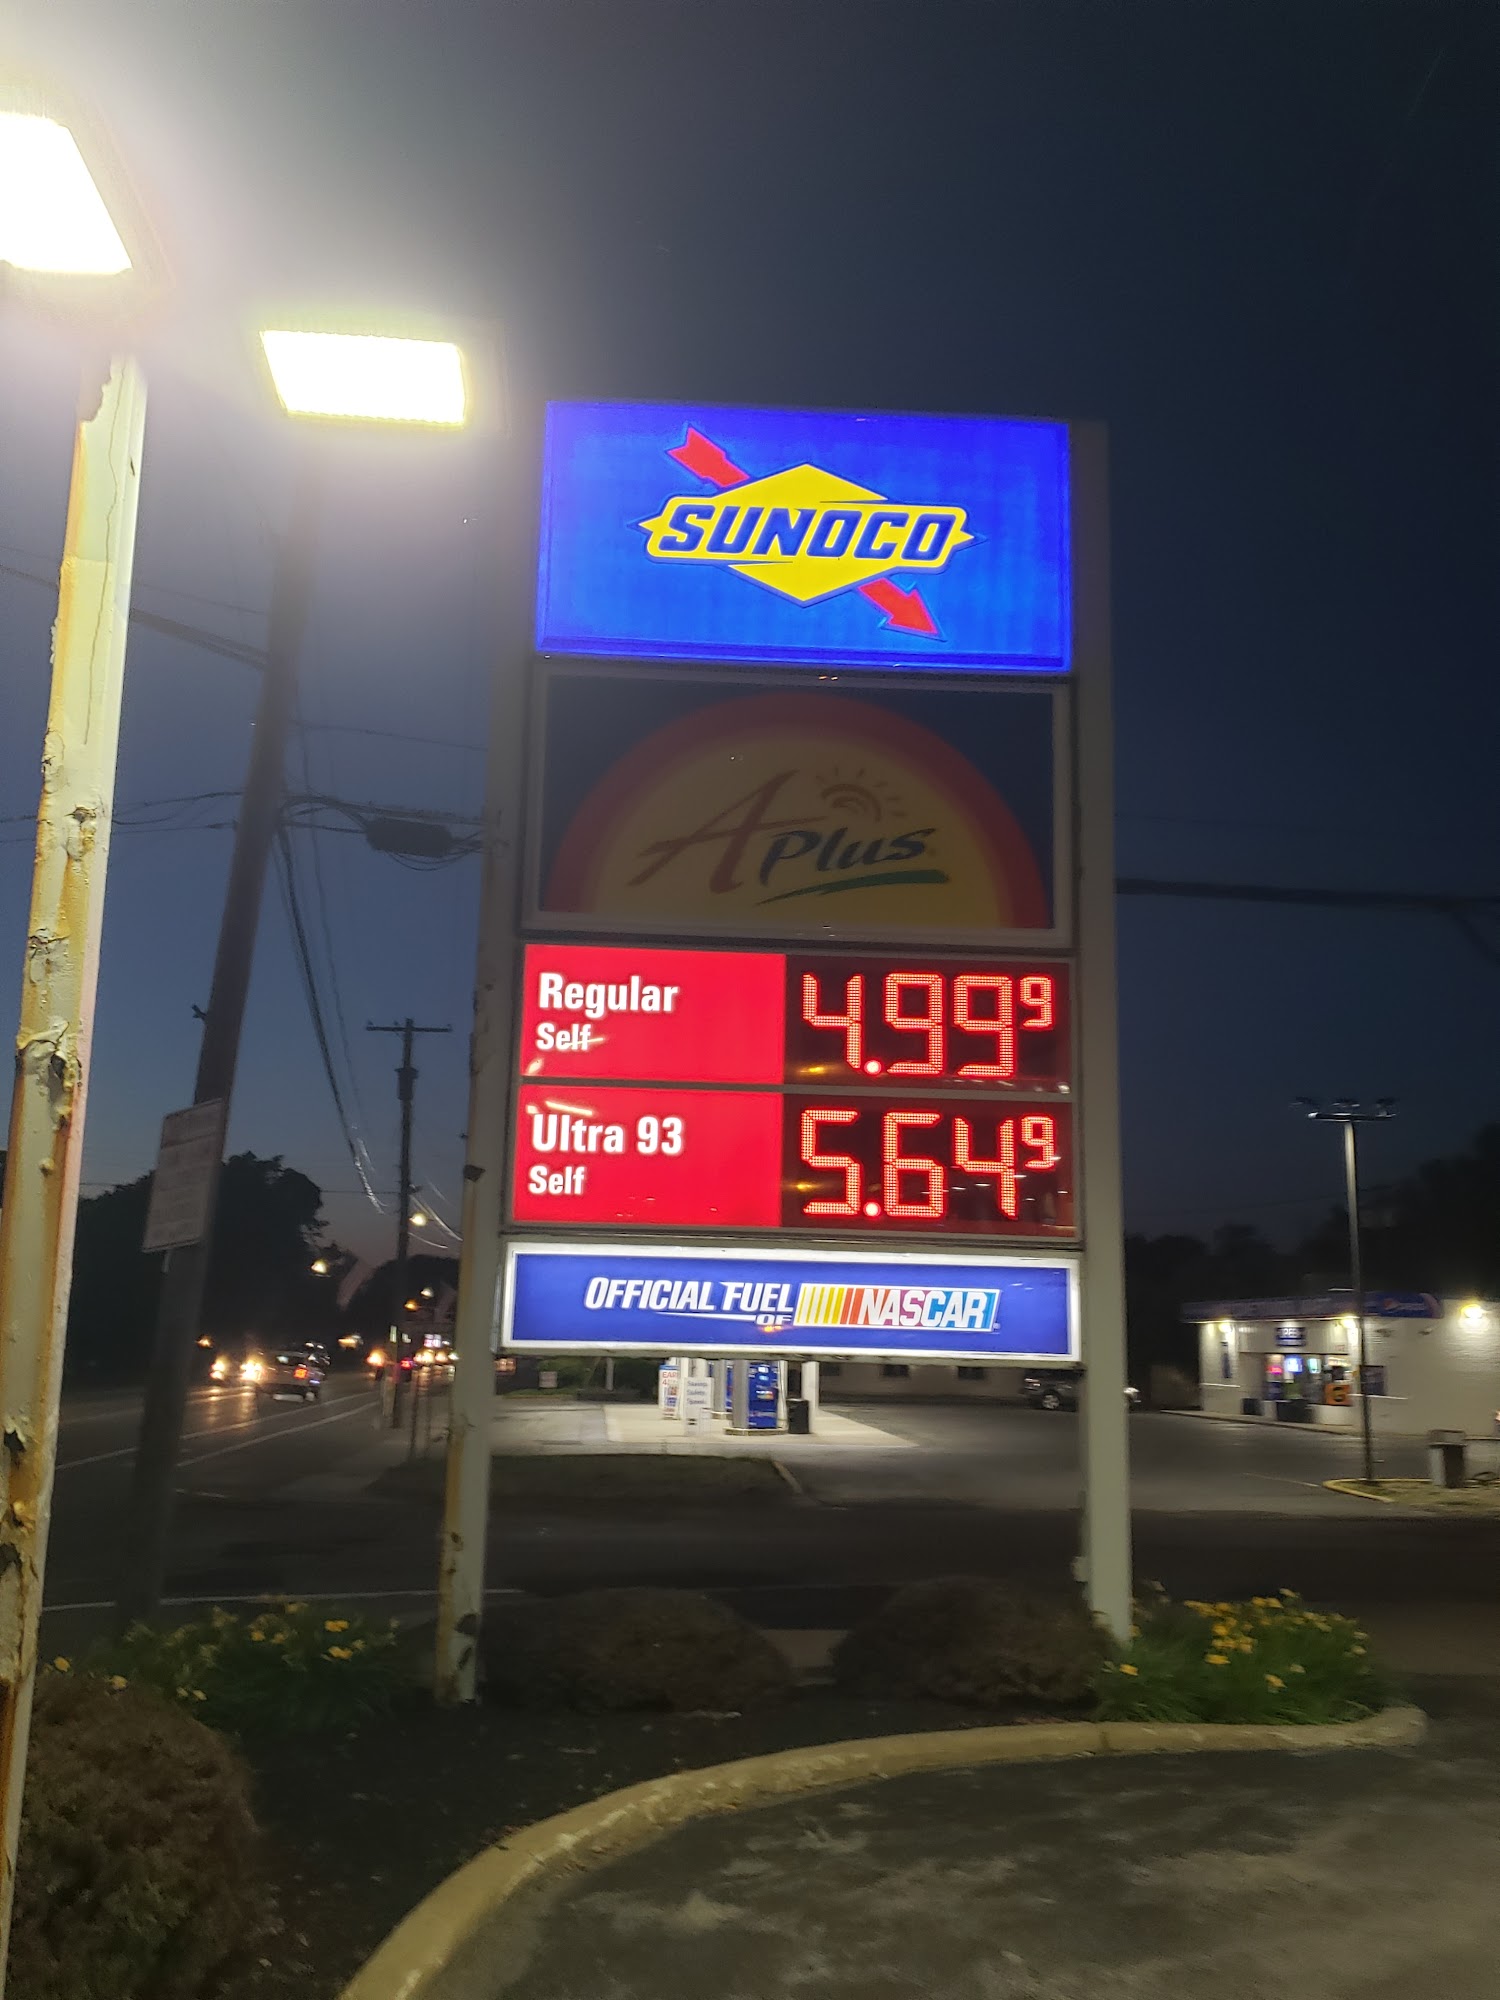 SUNOCO
APlus
Regular 4.99 9
Self
Ultra 93 5.64 9
Self
OFFICIAL FUEL
OF NASCAR